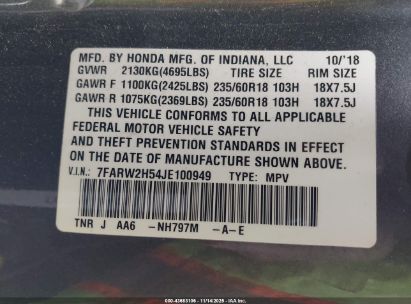 MFD. BY HONDA MFG. OF INDIANA, LLC 10/'18
GVWR 2130KG(4695LBS) TIRE SIZE RIM SIZE
GAWR F 1100KG(2425LBS) 235/60R18 103H 18X7.5J
GAWR R 1075KG(2369LBS) 235/60R18 103H 18X7.5J
THIS VEHICLE CONFORMS TO ALL APPLICABLE
FEDERAL MOTOR VEHICLE SAFETY
AND THEFT PREVENTION STANDARDS IN
EFFECT ON THE DATE OF MANUFACTURE SHOWN ABOVE.
V.I.N.: 7FARW2H54JE100949 TYPE: MPV
TNR J AA6 -NH797M -A-E